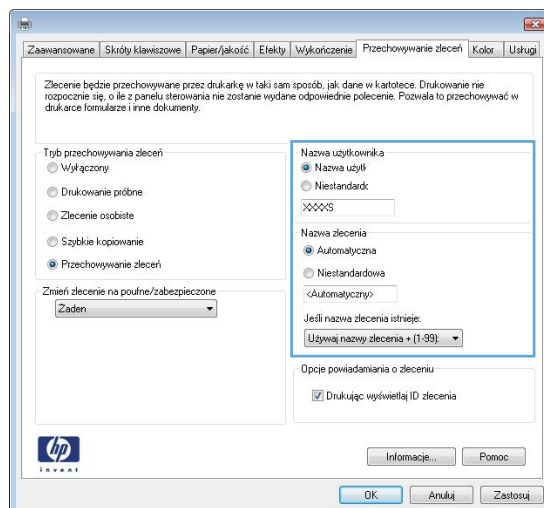 Zaawansowane Skróty klawiszowe Papier/jakość Efekty Wykończenie Przechowywanie zleceń Kolor Usługi
Zlecenie będzie przechowywane przez drukarkę w taki sam sposób, jak dane w kartotece. Drukowanie nie
rozpocznie się, o ile z panelu sterowania nie zostanie wydane odpowiednie polecenie. Pozwala to przechowywać w
drukarce formularze i inne dokumenty.
Tryb przechowywania zleceń
Wyłączony
Drukowanie próbne
Zlecenie osobiste
Szybkie kopiowanie
Przechowywanie zleceń
Zmień zlecenie na poufne/zabezpieczone
Żaden
Nazwa użytkownika
Nazwa użytk
Niestandardc
XXXXS
Nazwa zlecenia
Automatyczna
Niestandardowa
<Automatyczny>
Jeśli nazwa zlecenia istnieje:
Używaj nazwy zlecenia + (1-99):
Opcje powiadamiania o zleceniu
Drukując wyświetlaj ID zlecenia
hp
invent
Informacje... Pomoc
OK Anuluj Zastosuj